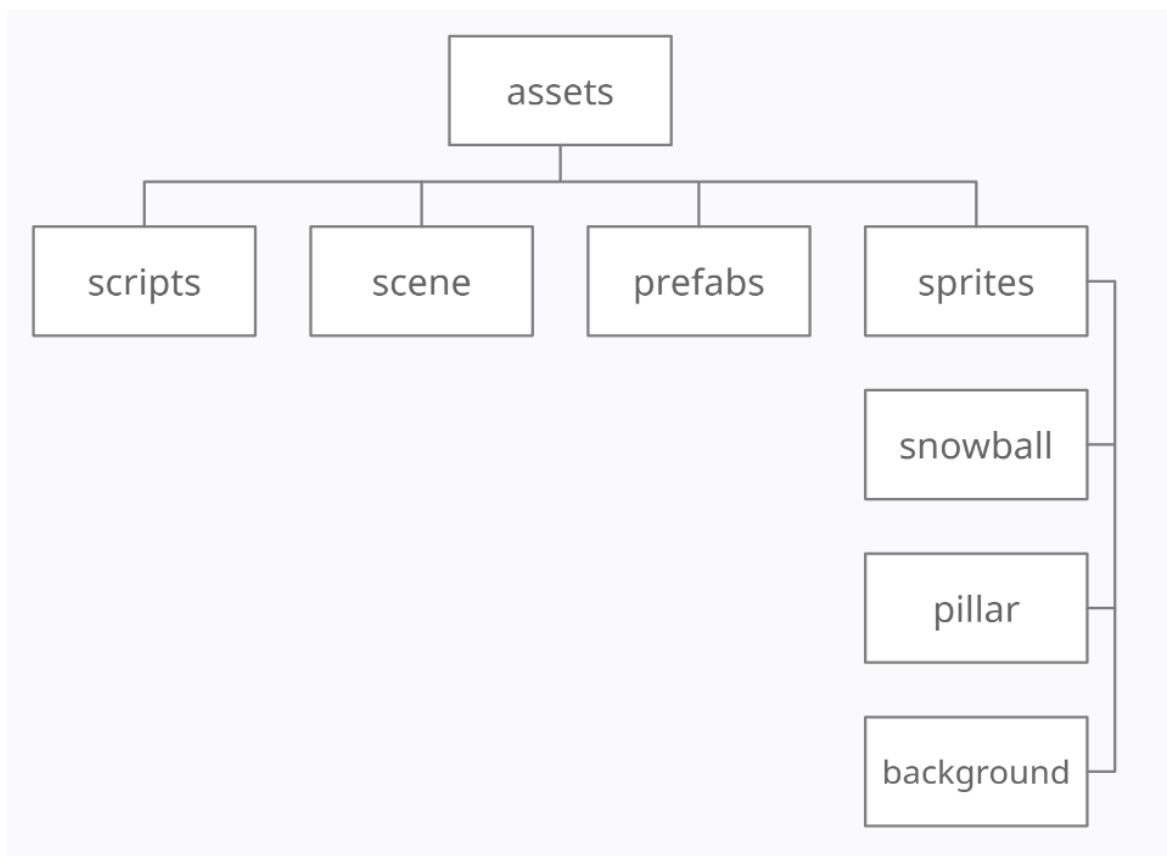 assets
scripts
scene
prefabs
sprites
snowball
pillar
background